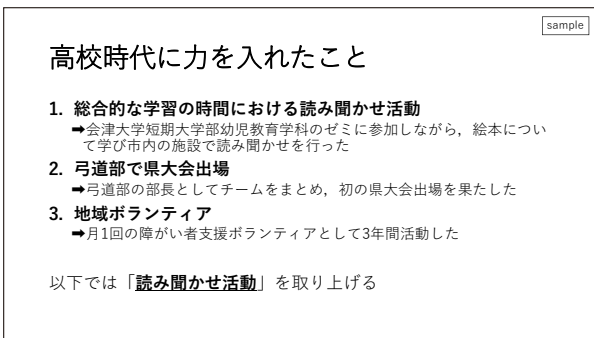 sample
高校時代に力を入れたこと
1. 総合的な学習の時間における読み聞かせ活動
➡会津大学短期大学部幼児教育学科のゼミに参加しながら，絵本につい
て学び市内の施設で読み聞かせを行った
2. 弓道部で県大会出場
➡弓道部の部長としてチームをまとめ，初の県大会出場を果たした
3. 地域ボランティア
➡月1回の障がい者支援ボランティアとして3年間活動した
以下では「読み聞かせ活動」を取り上げる